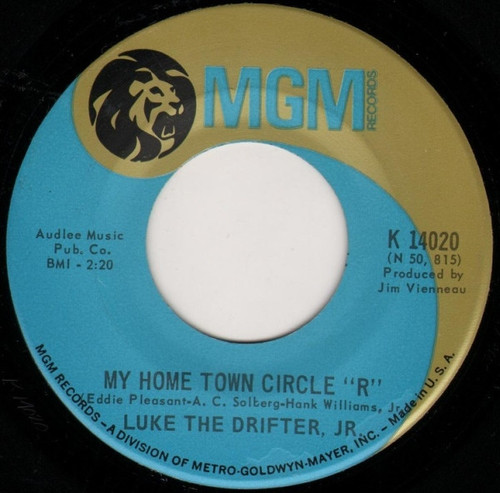 MGM
RECORDS
Audlee Music
Pub. Co.
BMI - 2:20
K 14020
(N 50, 815)
Produced by
Jim Vienneau
MY HOME TOWN CIRCLE "R"
(Eddie Pleasant-A. C. Solberg-Hank Williams, Jr.)
LUKE THE DRIFTER, JR.
MGM RECORDS - A DIVISION OF METRO-GOLDWYN-MAYER, INC. - Made in U. S. A.